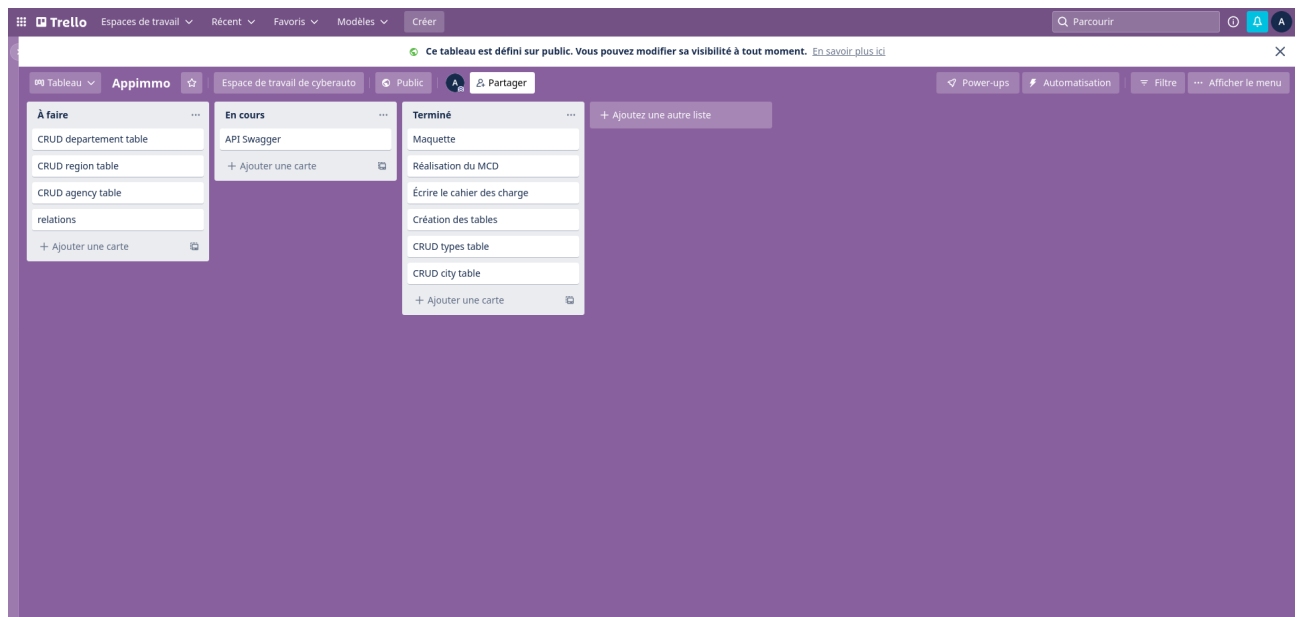 Trello Espaces de travail Récent Favoris Modèles Créer Parcourir A
Ce tableau est défini sur public. Vous pouvez modifier sa visibilité à tout moment. En savoir plus ici
Tableau Appimmo Espace de travail de cyberauto Public A Partager Power-ups Automatisation Filtre Afficher le menu
À faire
CRUD departement table
CRUD region table
CRUD agency table
relations
+ Ajouter une carte
En cours
API Swagger
+ Ajouter une carte
Terminé
Maquette
Réalisation du MCD
Écrire le cahier des charge
Création des tables
CRUD types table
CRUD city table
+ Ajouter une carte
+ Ajoutez une autre liste